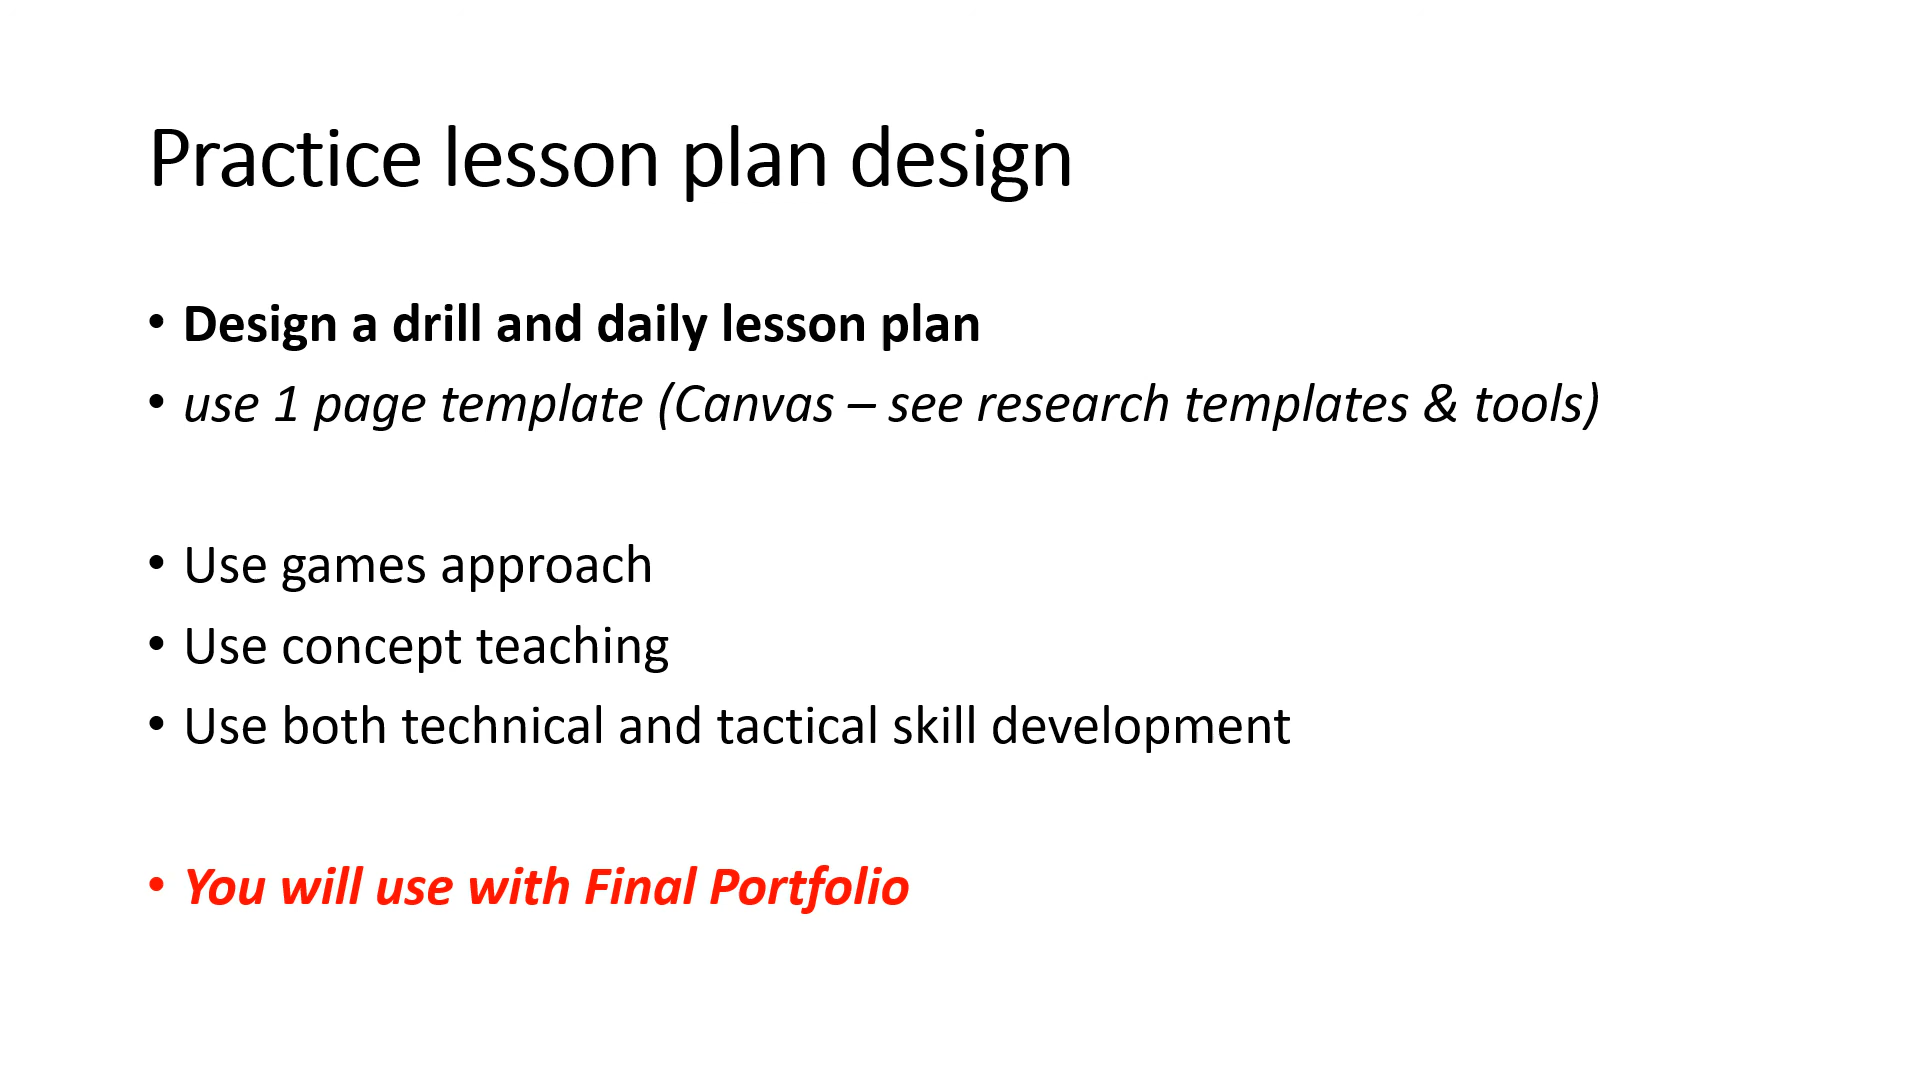 Practice lesson plan design
• Design a drill and daily lesson plan
• use 1 page template (Canvas – see research templates & tools)
• Use games approach
• Use concept teaching
• Use both technical and tactical skill development
• You will use with Final Portfolio